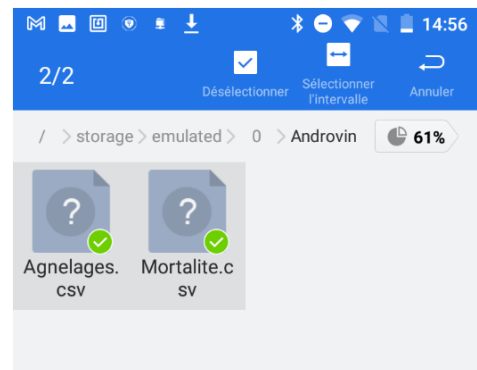 14:56
2/2
Désélectionner
Sélectionner
l'intervalle
Annuler
/ storage emulated 0 Androvin 61%
? ?
Agnelages. Mortalite.c
csv sv